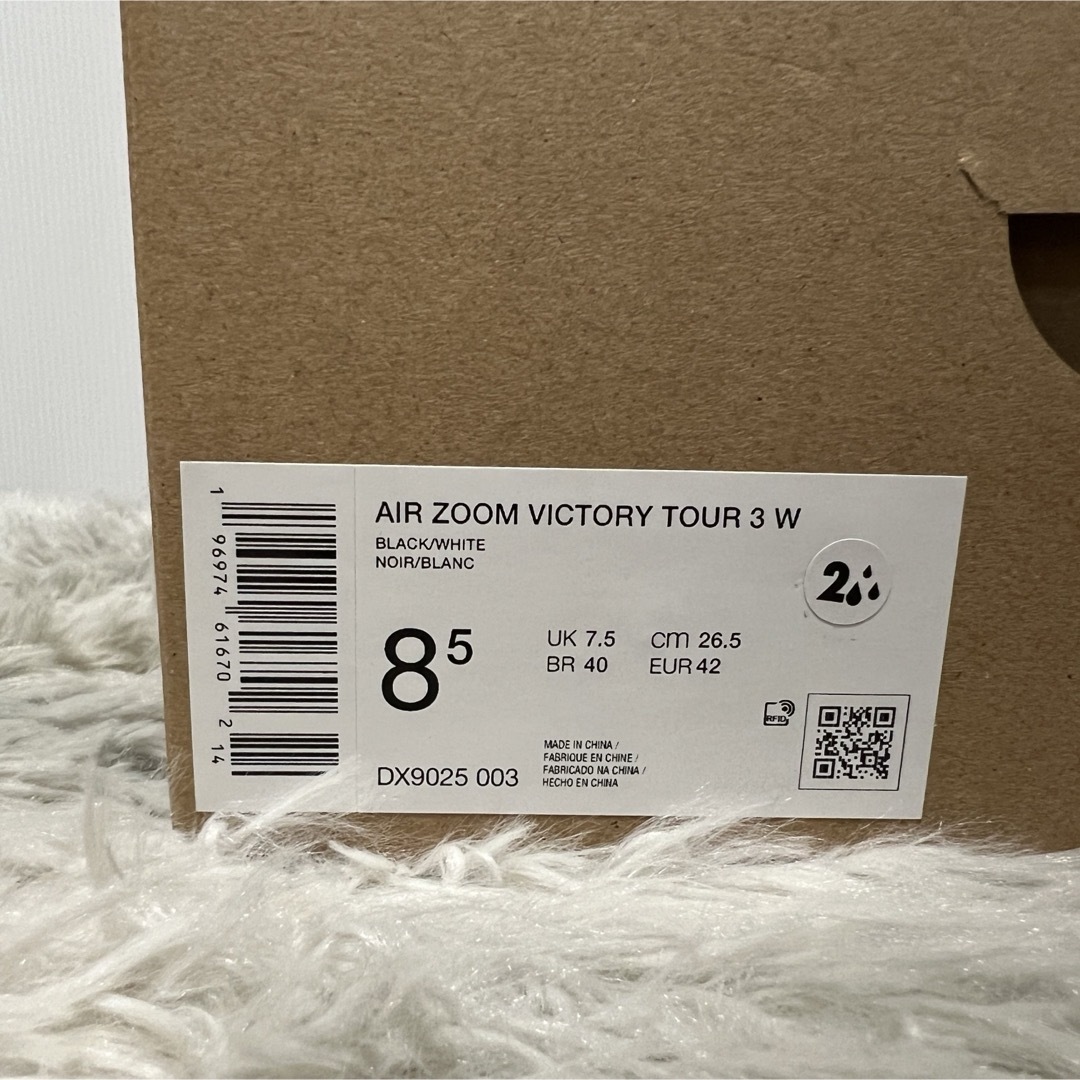 AIR ZOOM VICTORY TOUR 3 W
BLACK/WHITE
NOIR/BLANC
2
8 5
UK 7.5 cm 26.5
BR 40 EUR 42
RFID
MADE IN CHINA /
FABRIQUE EN CHINE /
FABRICADO NA CHINA /
HECHO EN CHINA
DX9025 003
1 96974 61670 2 14